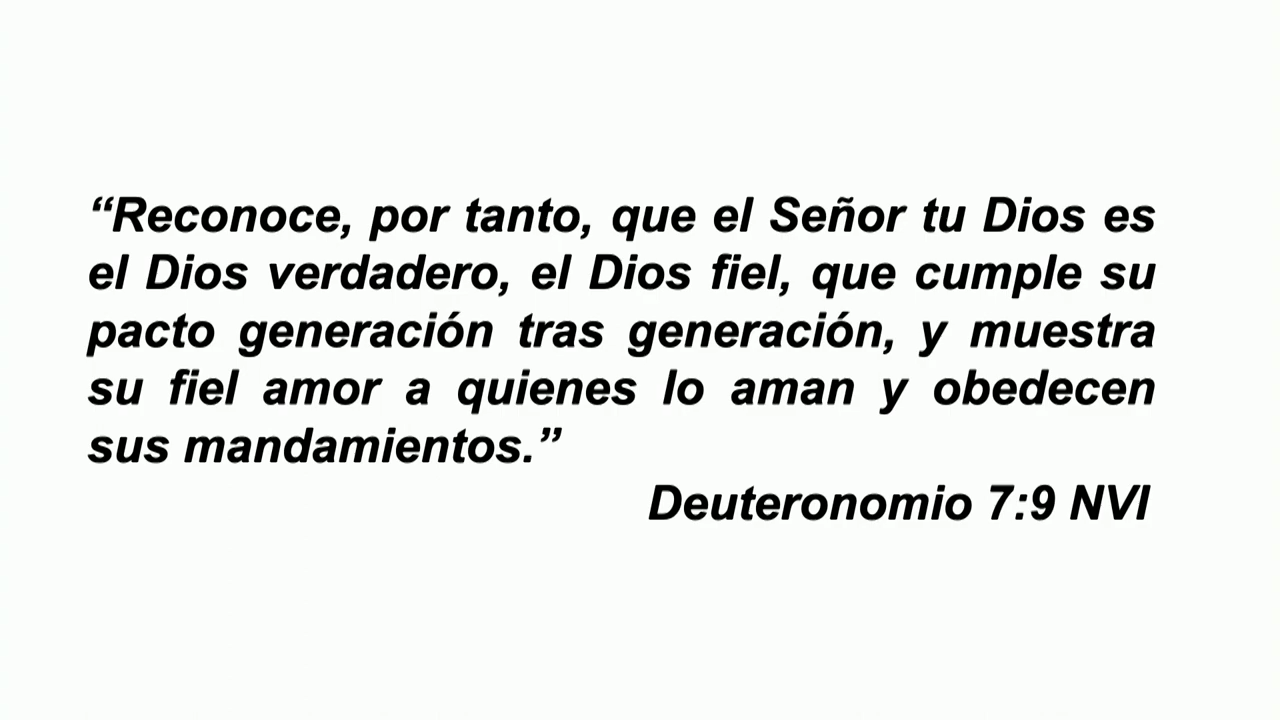 “Reconoce, por tanto, que el Señor tu Dios es
el Dios verdadero, el Dios fiel, que cumple su
pacto generación tras generación, y muestra
su fiel amor a quienes lo aman y obedecen
sus mandamientos.”
Deuteronomio 7:9 NVI